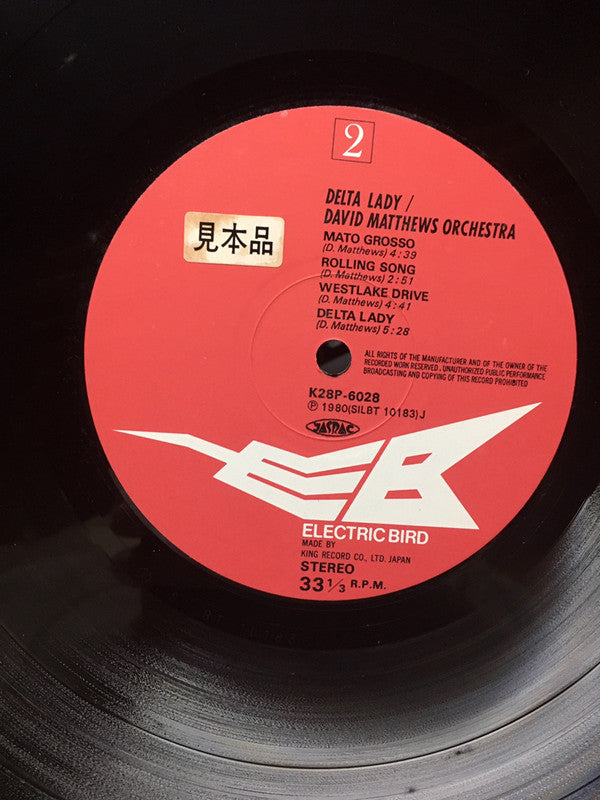 2
DELTA LADY /
DAVID MATTHEWS ORCHESTRA
見本品
MATO GROSSO
(D. Matthews) 4:39
ROLLING SONG
(D. Matthews) 2:51
WESTLAKE DRIVE
(D. Matthews) 4:41
DELTA LADY
(D. Matthews) 5:28
ALL RIGHTS OF THE MANUFACTURER AND OF THE OWNER OF THE
RECORDED WORK RESERVED. UNAUTHORIZED PUBLIC PERFORMANCE
BROADCASTING AND COPYING OF THIS RECORD PROHIBITED
K28P-6028
Ⓟ 1980(SILBT 10183)J
JASRAC
EB
ELECTRIC BIRD
MADE BY
KING RECORD CO., LTD. JAPAN
STEREO
33 1/3 R.P.M.